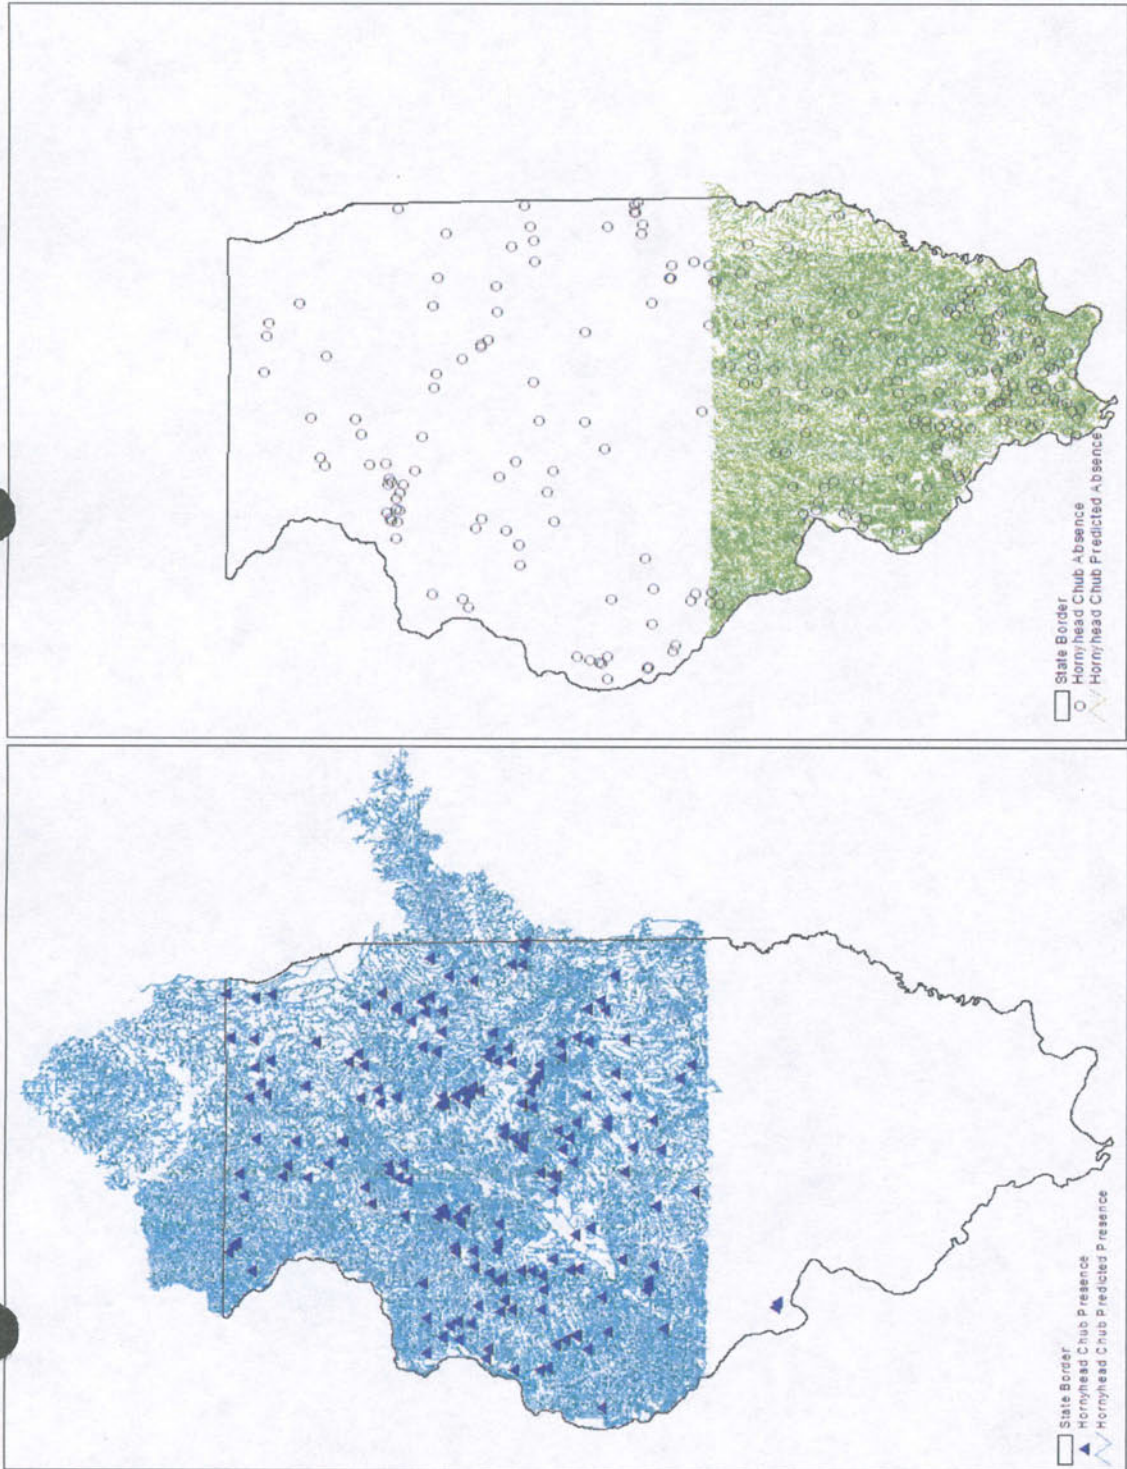 State Border
Hornyhead Chub Absence
Hornyhead Chub Predicted Absence
State Border
Hornyhead Chub Presence
Hornyhead Chub Predicted Presence